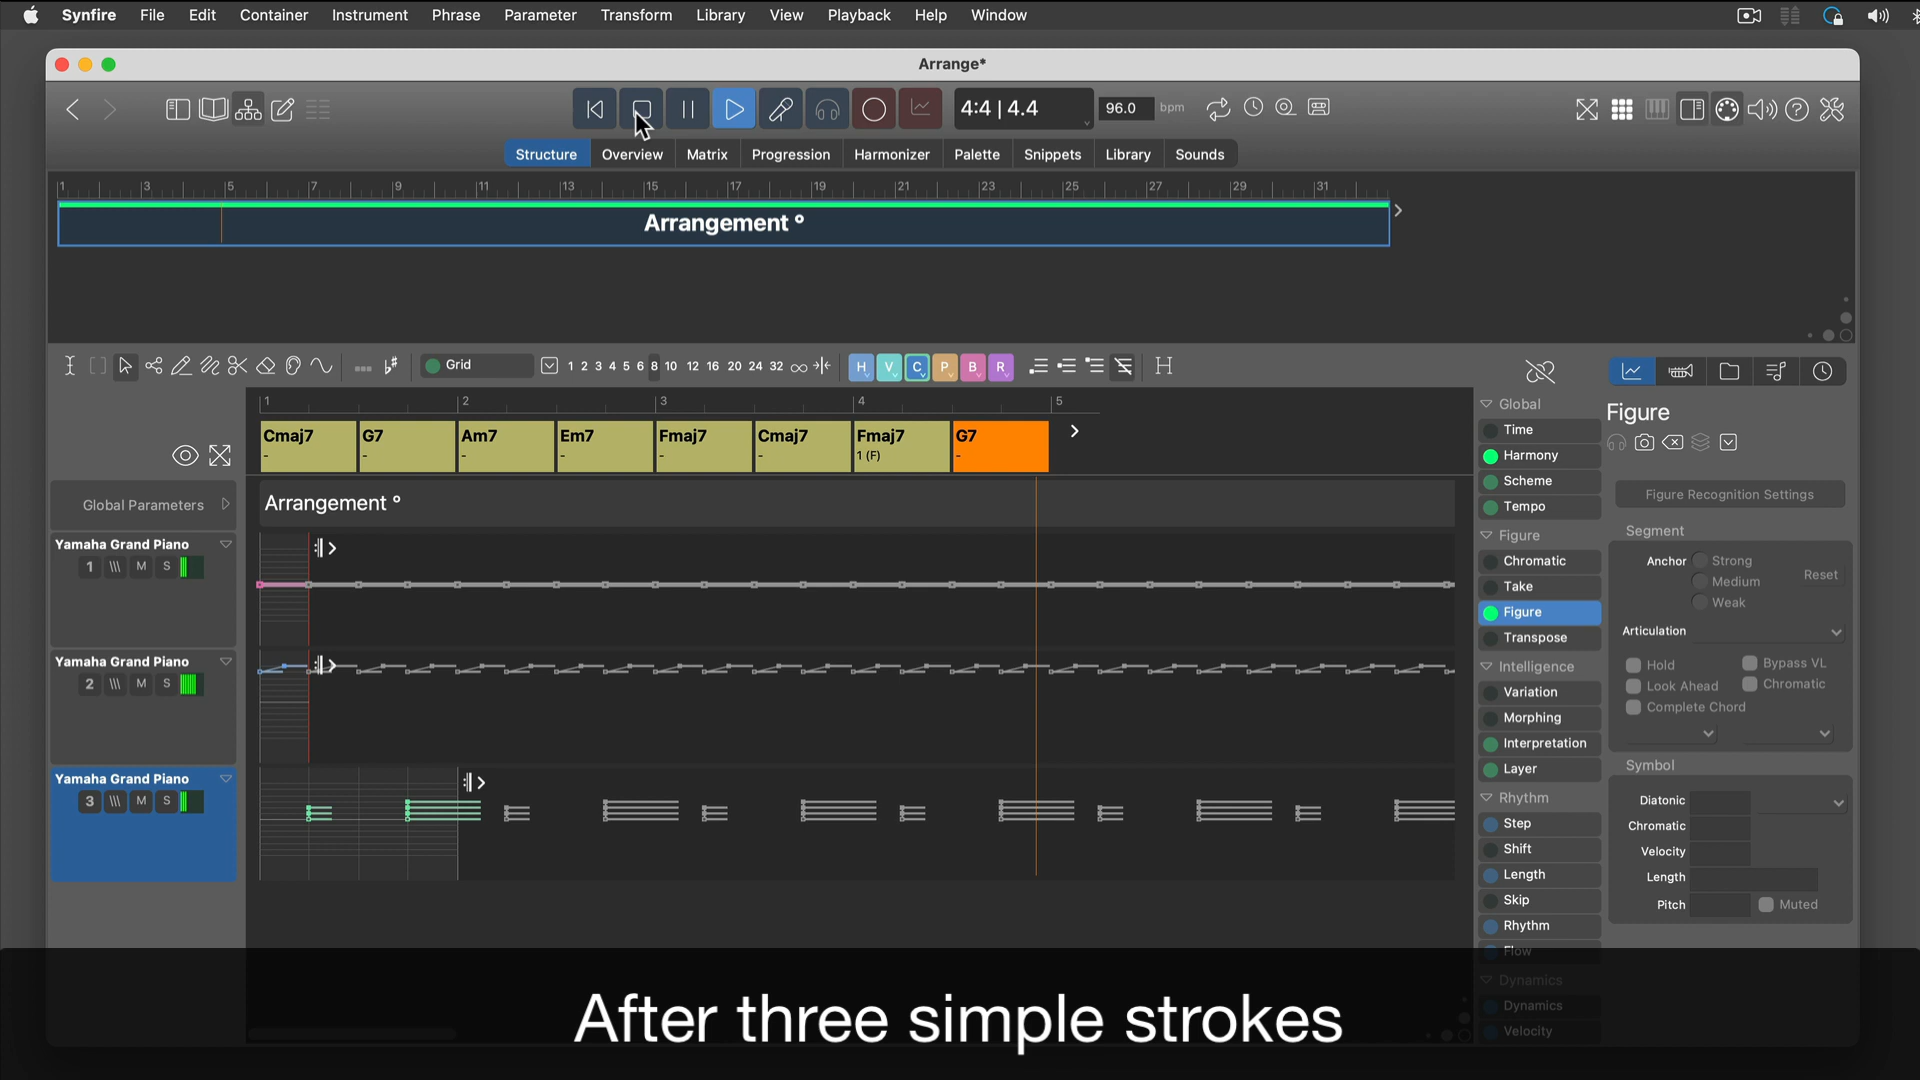 Synfire File Edit Container Instrument Phrase Parameter Transform Library View Playback Help Window
Arrange*
4:4 | 4.4 96.0 bpm
Structure Overview Matrix Progression Harmonizer Palette Snippets Library Sounds
1 3 5 7 9 11 13 15 17 19 21 23 25 27 29 31
Arrangement °
Grid 1 2 3 4 5 6 8 10 12 16 20 24 32 ∞ H V C P B R
1 2 3 4 5
Cmaj7 G7 Am7 Em7 Fmaj7 Cmaj7 Fmaj7 G7
- - - - - - 1 (F) -
Global Parameters
Arrangement °
Yamaha Grand Piano
1 M S
Yamaha Grand Piano
2 M S
Yamaha Grand Piano
3 M S
Global
Time
Harmony
Scheme
Tempo
Figure
Chromatic
Take
Figure
Transpose
Intelligence
Variation
Morphing
Interpretation
Layer
Rhythm
Step
Shift
Length
Skip
Rhythm
Flow
Dynamics
Dynamics
Velocity
Figure
Figure Recognition Settings
Segment
Anchor Strong
Medium Reset
Weak
Articulation
Hold Bypass VL
Look Ahead Chromatic
Complete Chord
Symbol
Diatonic
Chromatic
Velocity
Length
Pitch Muted
After three simple strokes